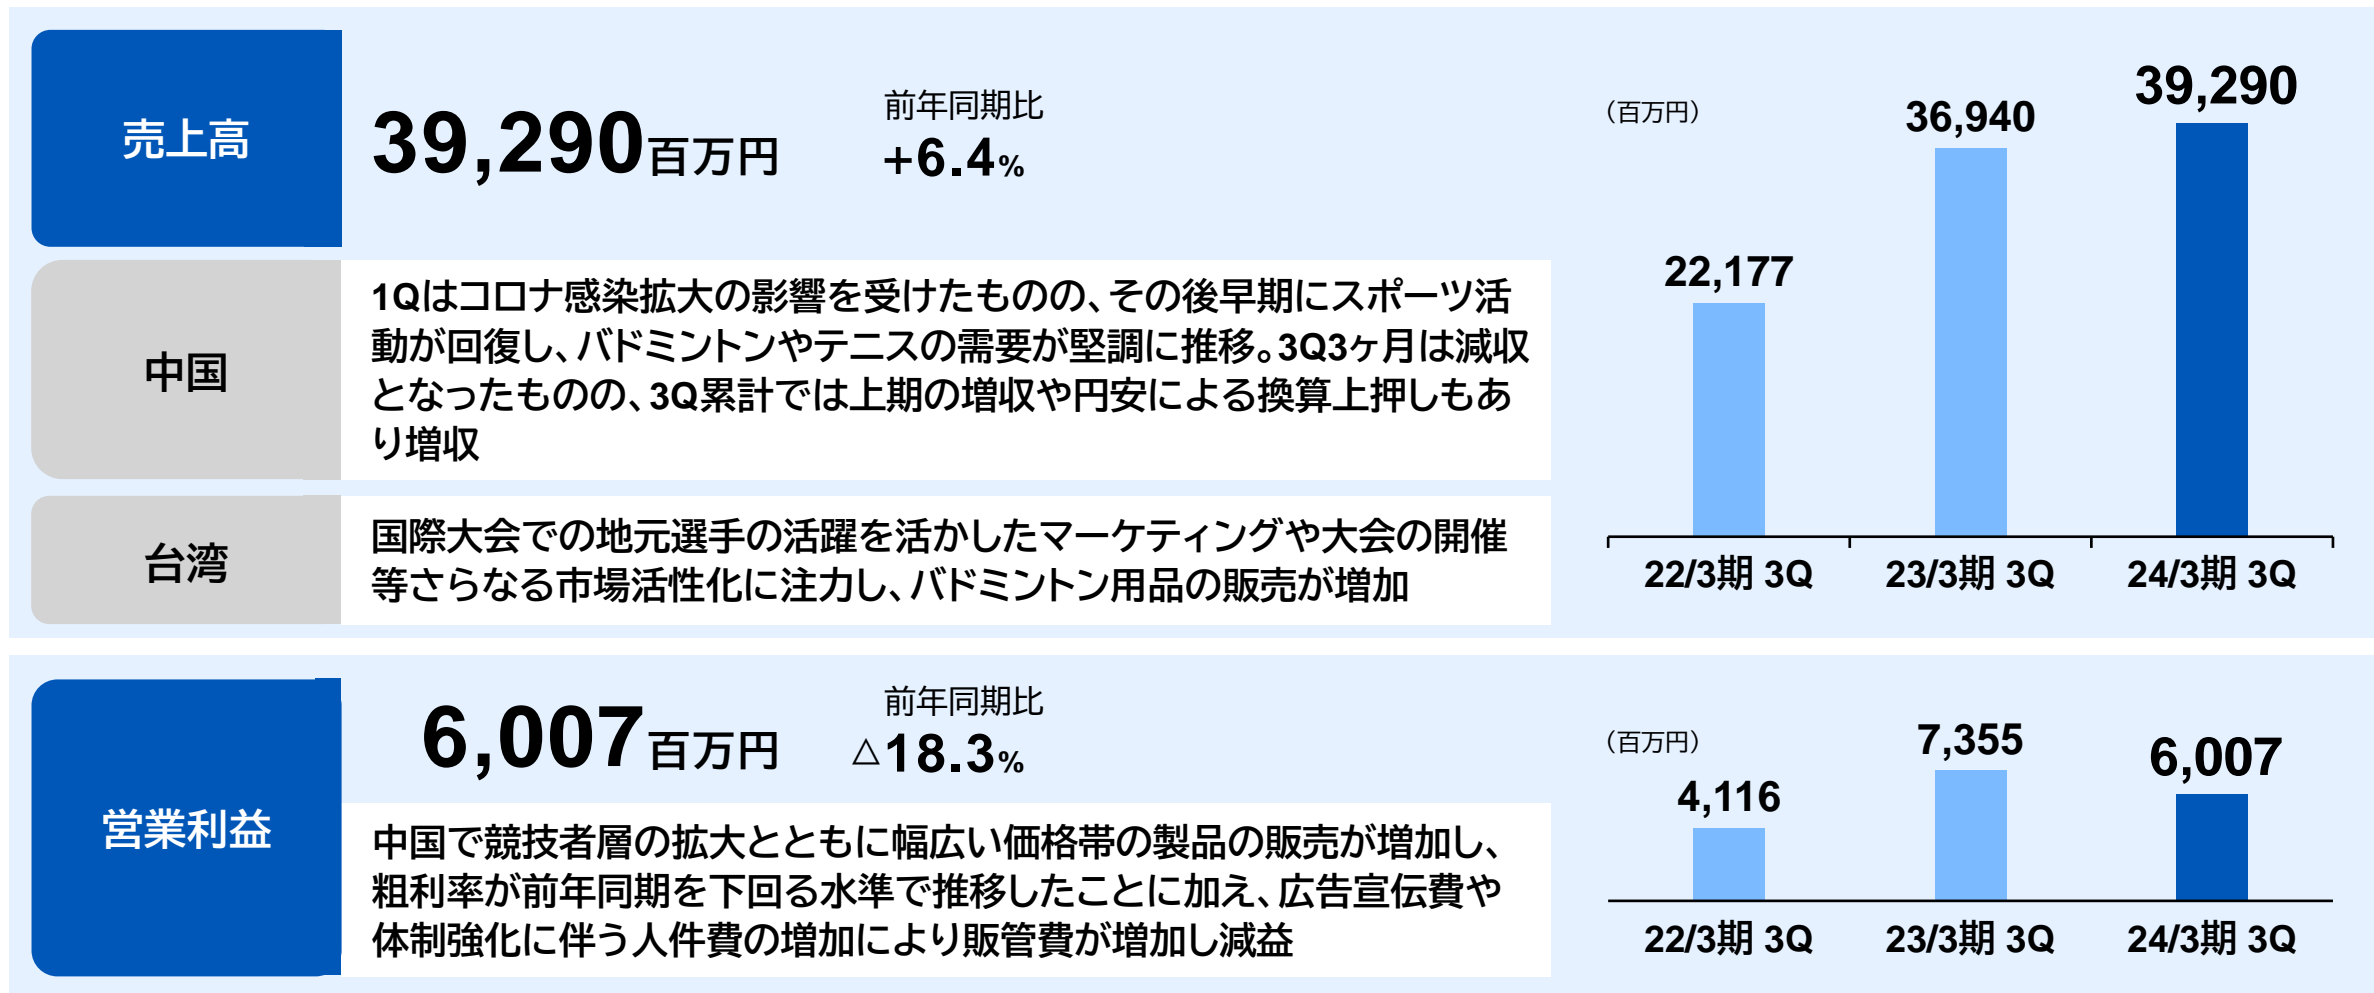 売上高
39,290百万円
前年同期比
+6.4%
中国
1Qはコロナ感染拡大の影響を受けたものの、その後早期にスポーツ活
動が回復し、バドミントンやテニスの需要が堅調に推移。3Q3ヶ月は減収
となったものの、3Q累計では上期の増収や円安による換算上押しもあ
り増収
台湾
国際大会での地元選手の活躍を活かしたマーケティングや大会の開催
等さらなる市場活性化に注力し、バドミントン用品の販売が増加
（百万円）
22,177
36,940
39,290
22/3期 3Q
23/3期 3Q
24/3期 3Q
営業利益
6,007百万円
前年同期比
△18.3%
中国で競技者層の拡大とともに幅広い価格帯の製品の販売が増加し、
粗利率が前年同期を下回る水準で推移したことに加え、広告宣伝費や
体制強化に伴う人件費の増加により販管費が増加し減益
（百万円）
4,116
7,355
6,007
22/3期 3Q
23/3期 3Q
24/3期 3Q